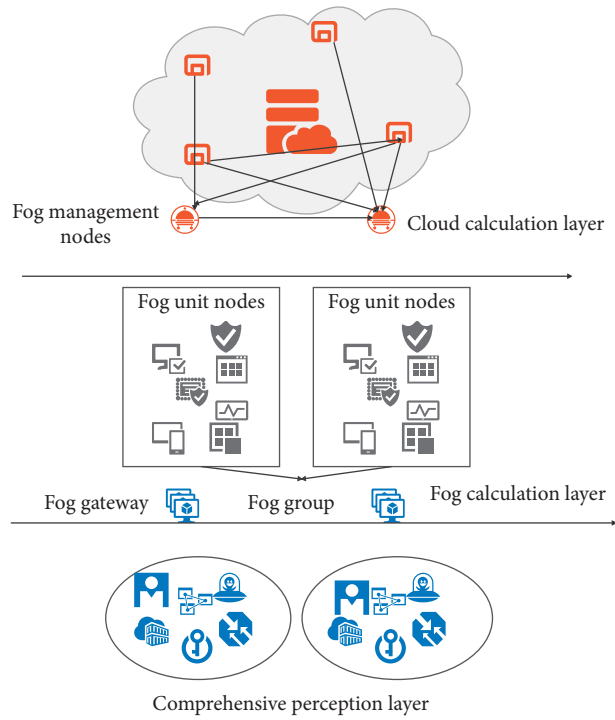 Fog management
nodes
Cloud calculation layer
Fog unit nodes
Fog unit nodes
Fog gateway
Fog group
Fog calculation layer
Comprehensive perception layer